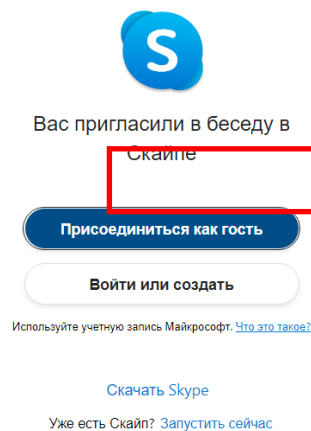 Вас пригласили в беседу в
Скайпе
Присоединиться как гость
Войти или создать
Используйте учетную запись Майкрософт. Что это такое?
Скачать Skype
Уже есть Скайп? Запустить сейчас